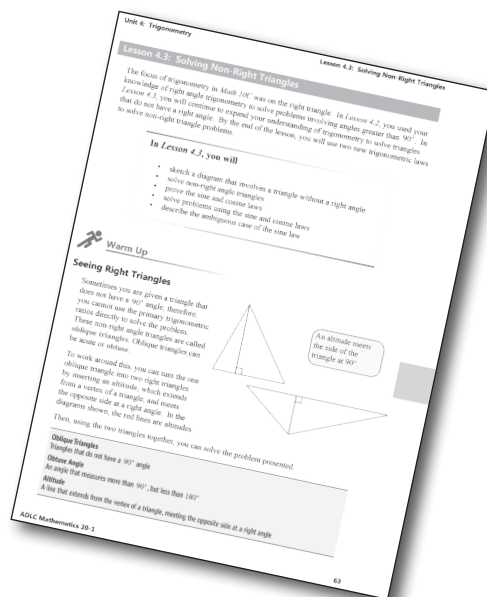 Unit 4: Trigonometry
Lesson 4.3: Solving Non-Right Triangles
Lesson 4.3: Solving Non-Right Triangles
The focus of trigonometry in Math 10C was on the right triangle. In Lesson 4.2, you used your
knowledge of right angle trigonometry to solve problems involving angles greater than 90°. In
Lesson 4.3, you will continue to expand your understanding of trigonometry to solve triangles
that do not have a right angle. By the end of the lesson, you will use two new trigonometric laws
to solve non-right triangle problems.
In Lesson 4.3, you will
• sketch a diagram that involves a triangle without a right angle
• solve non-right angle triangles
• prove the sine and cosine laws
• solve problems using the sine and cosine laws
• describe the ambiguous case of the sine law
Warm Up
Seeing Right Triangles
Sometimes you are given a triangle that
does not have a 90° angle, therefore,
you cannot use the primary trigonometric
ratios directly to solve the problem.
These non-right angle triangles are called
oblique triangles. Oblique triangles can
be acute or obtuse.
To work around this, you can turn the one
oblique triangle into two right triangles
by inserting an altitude, which extends
from a vertex of a triangle, and meets
the opposite side at a right angle. In the
diagrams shown, the red lines are altitudes.
An altitude meets
the side of the
triangle at 90°
Then, using the two triangles together, you can solve the problem presented.
Oblique Triangles
Triangles that do not have a 90° angle
Obtuse Angle
An angle that measures more than 90°, but less than 180°
Altitude
A line that extends from the vertex of a triangle, meeting the opposite side at a right angle
ADLC Mathematics 20-1
63